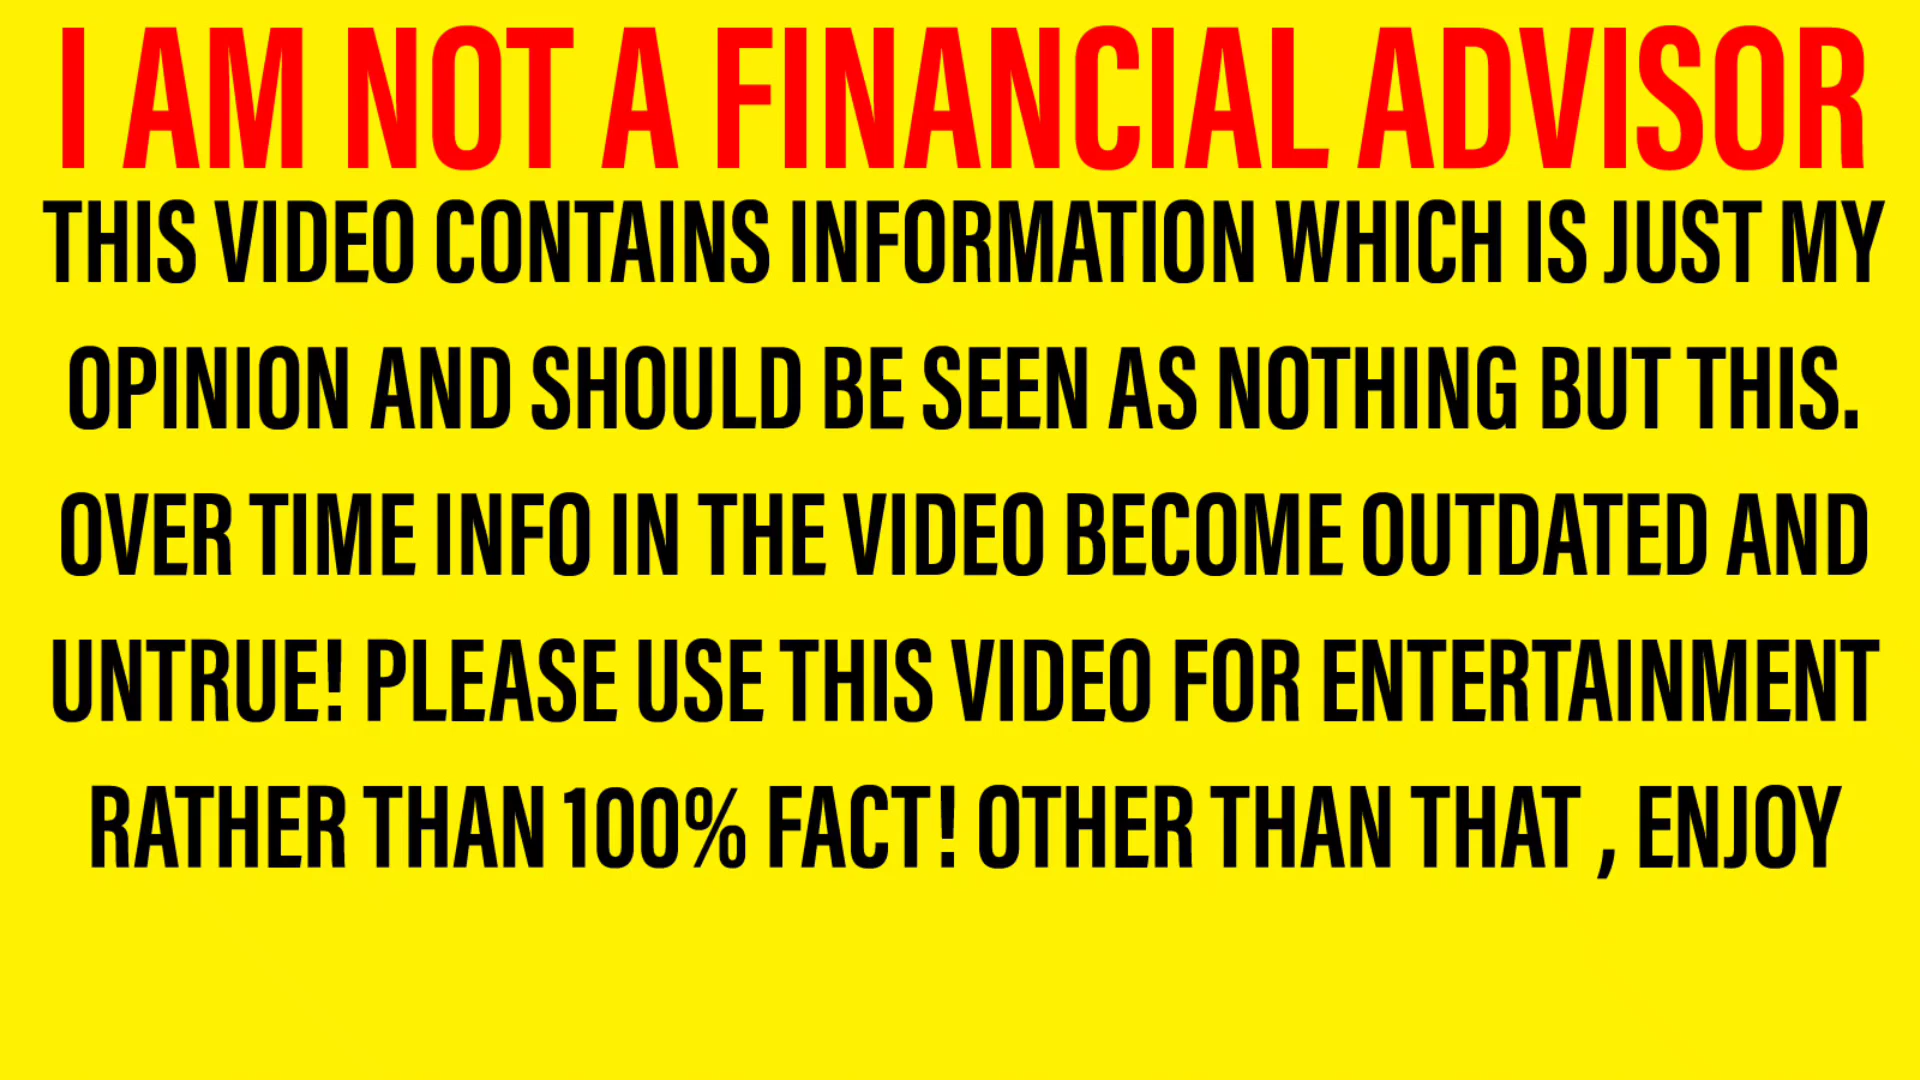 I AM NOT A FINANCIAL ADVISOR
THIS VIDEO CONTAINS INFORMATION WHICH IS JUST MY
OPINION AND SHOULD BE SEEN AS NOTHING BUT THIS.
OVER TIME INFO IN THE VIDEO BECOME OUTDATED AND
UNTRUE! PLEASE USE THIS VIDEO FOR ENTERTAINMENT
RATHER THAN 100% FACT! OTHER THAN THAT , ENJOY